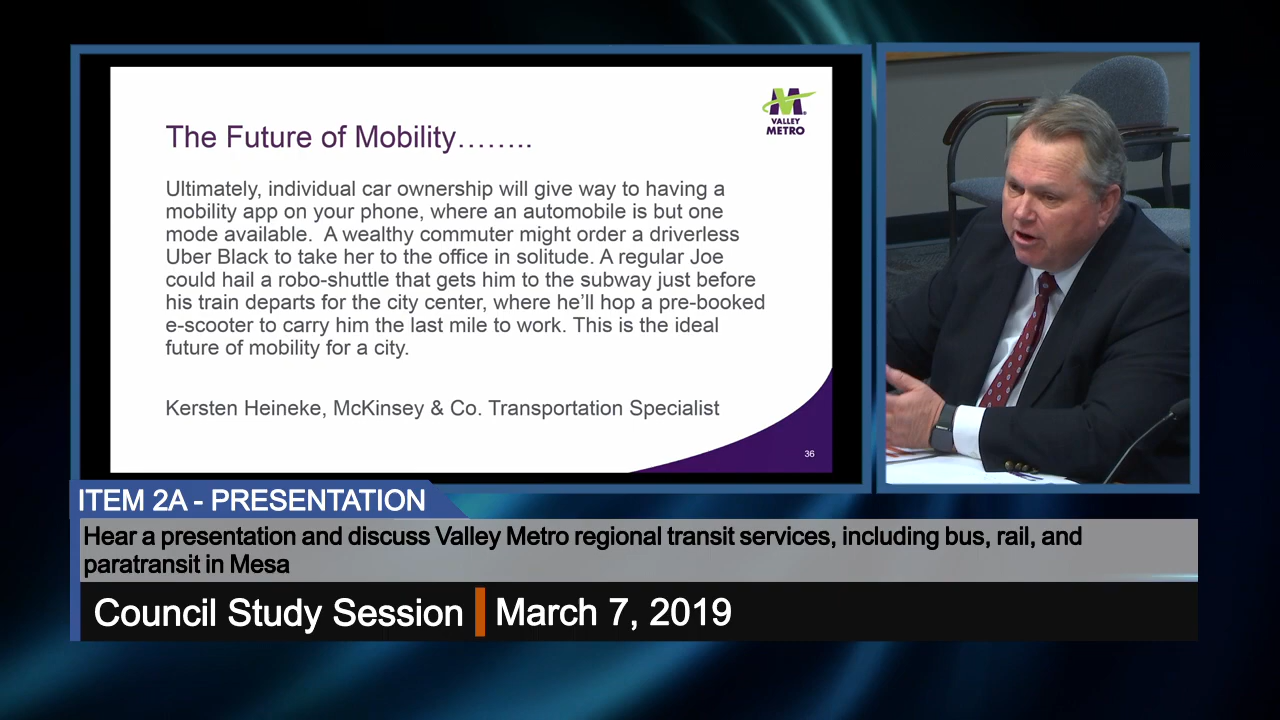 VALLEY
METRO
The Future of Mobility……..
Ultimately, individual car ownership will give way to having a
mobility app on your phone, where an automobile is but one
mode available.  A wealthy commuter might order a driverless
Uber Black to take her to the office in solitude. A regular Joe
could hail a robo-shuttle that gets him to the subway just before
his train departs for the city center, where he’ll hop a pre-booked
e-scooter to carry him the last mile to work. This is the ideal
future of mobility for a city.
Kersten Heineke, McKinsey & Co. Transportation Specialist
36
ITEM 2A - PRESENTATION
Hear a presentation and discuss Valley Metro regional transit services, including bus, rail, and
paratransit in Mesa
Council Study Session
March 7, 2019